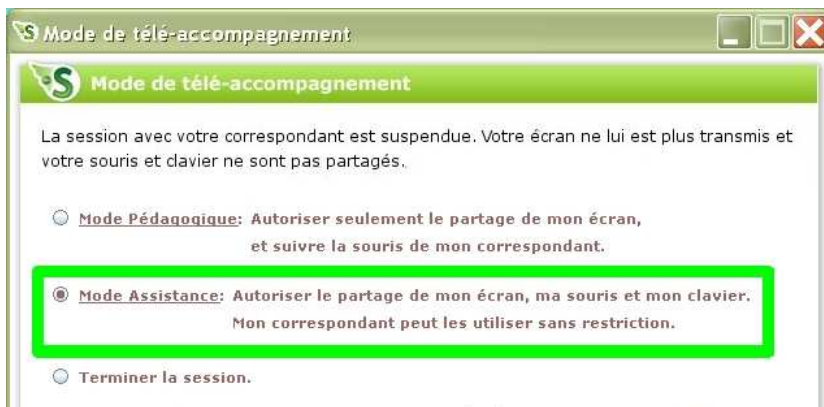 Mode de télé-accompagnement
Mode de télé-accompagnement
La session avec votre correspondant est suspendue. Votre écran ne lui est plus transmis et
votre souris et clavier ne sont pas partagés.
Mode Pédagogique: Autoriser seulement le partage de mon écran,
et suivre la souris de mon correspondant.
Mode Assistance: Autoriser le partage de mon écran, ma souris et mon clavier.
Mon correspondant peut les utiliser sans restriction.
Terminer la session.